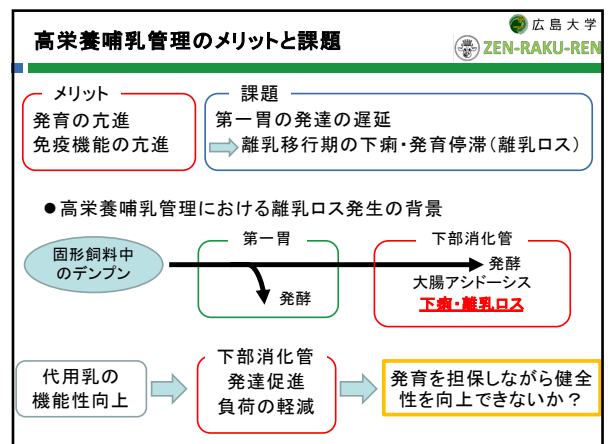 高栄養哺乳管理のメリットと課題
広島大学
ZEN-RAKU-REN
メリット
発育の亢進
免疫機能の亢進
課題
第一胃の発達の遅延
離乳移行期の下痢・発育停滞(離乳ロス)
●高栄養哺乳管理における離乳ロス発生の背景
固形飼料中
のデンプン
第一胃
発酵
下部消化管
発酵
大腸アシドーシス
下痢・離乳ロス
代用乳の
機能性向上
下部消化管
発達促進
負荷の軽減
発育を担保しながら健全
性を向上できないか？